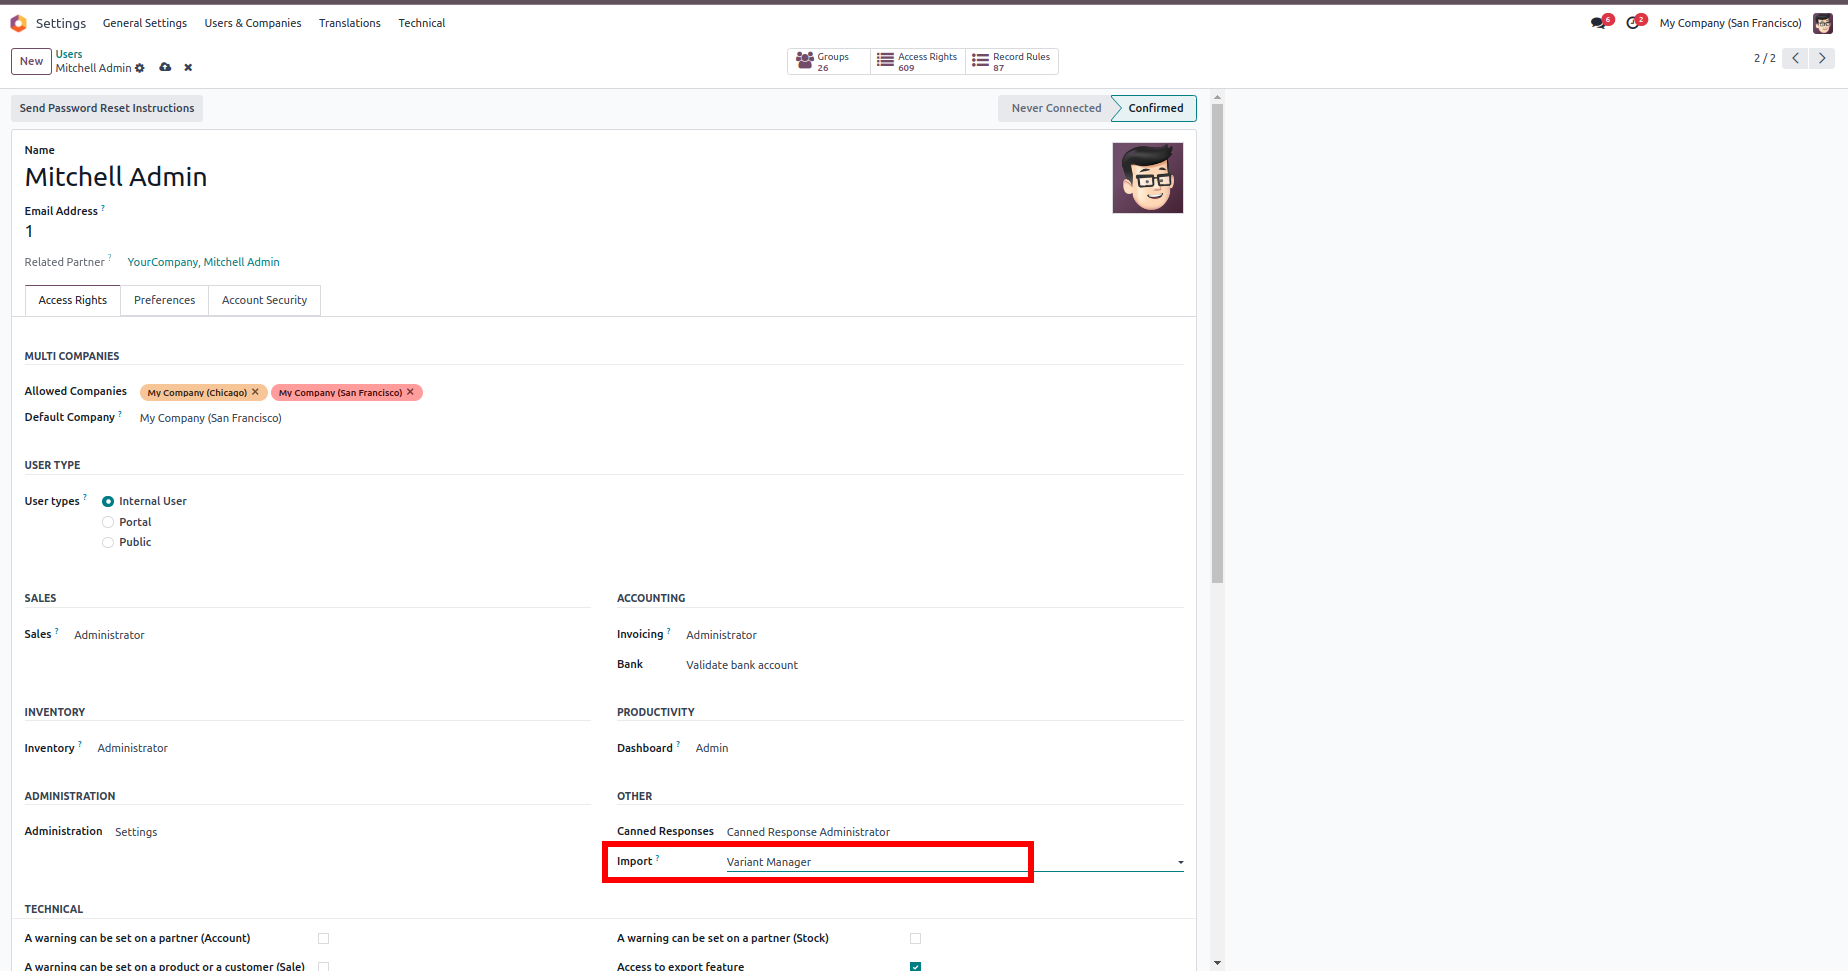 Settings General Settings Users & Companies Translations Technical 6 2 My Company (San Francisco)
New Users
Mitchell Admin
Groups 26 Access Rights 609 Record Rules 87
2 / 2
Send Password Reset Instructions
Never Connected Confirmed
Name
Mitchell Admin
Email Address ?
1
Related Partner ? YourCompany, Mitchell Admin
Access Rights Preferences Account Security
MULTI COMPANIES
Allowed Companies My Company (Chicago) My Company (San Francisco)
Default Company ? My Company (San Francisco)
USER TYPE
User types ? Internal User
Portal
Public
SALES ACCOUNTING
Sales ? Administrator Invoicing ? Administrator
Bank Validate bank account
INVENTORY PRODUCTIVITY
Inventory ? Administrator Dashboard ? Admin
ADMINISTRATION OTHER
Administration Settings Canned Responses Canned Response Administrator
Import ? Variant Manager
TECHNICAL
A warning can be set on a partner (Account) A warning can be set on a partner (Stock)
A warning can be set on a product or a customer (Sale) Access to export feature